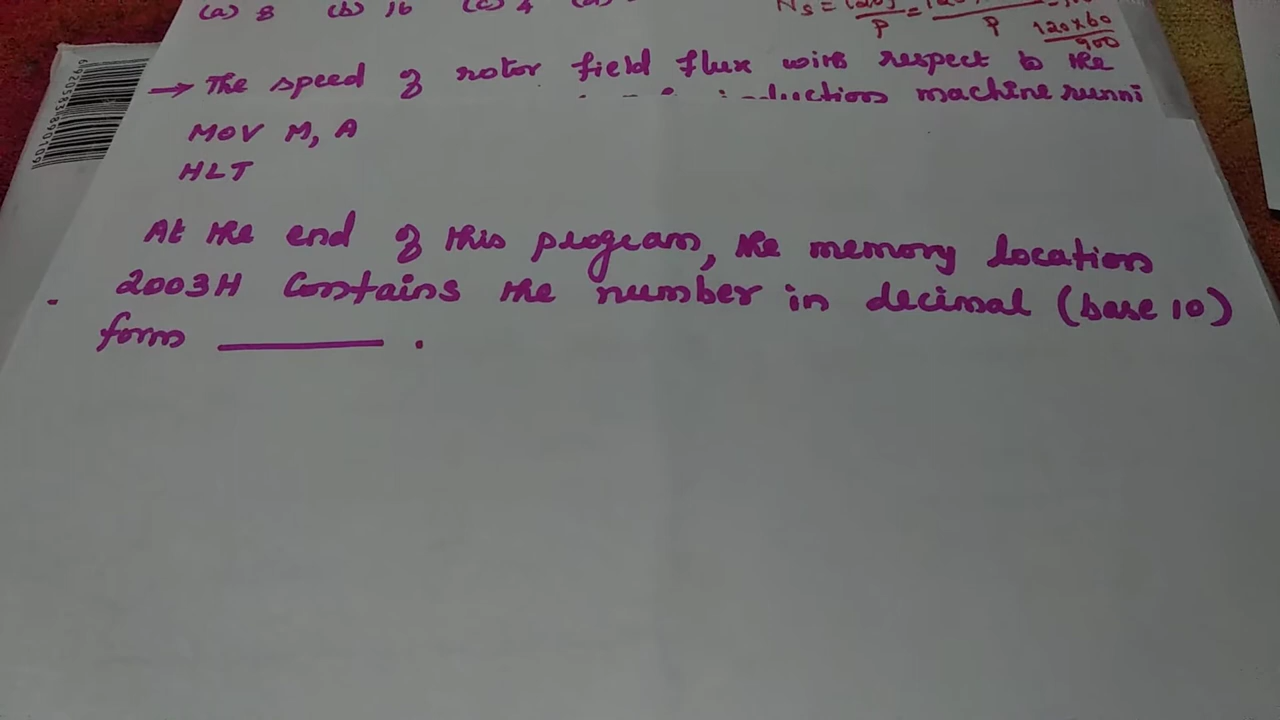 (a) 8 (b) 16 (c) 4
→ The speed of rotor field flux with respect to the
induction machine runni
MOV M, A
HLT
At the end of this program, the memory location
2003H Contains the number in decimal (base 10)
form ______ .